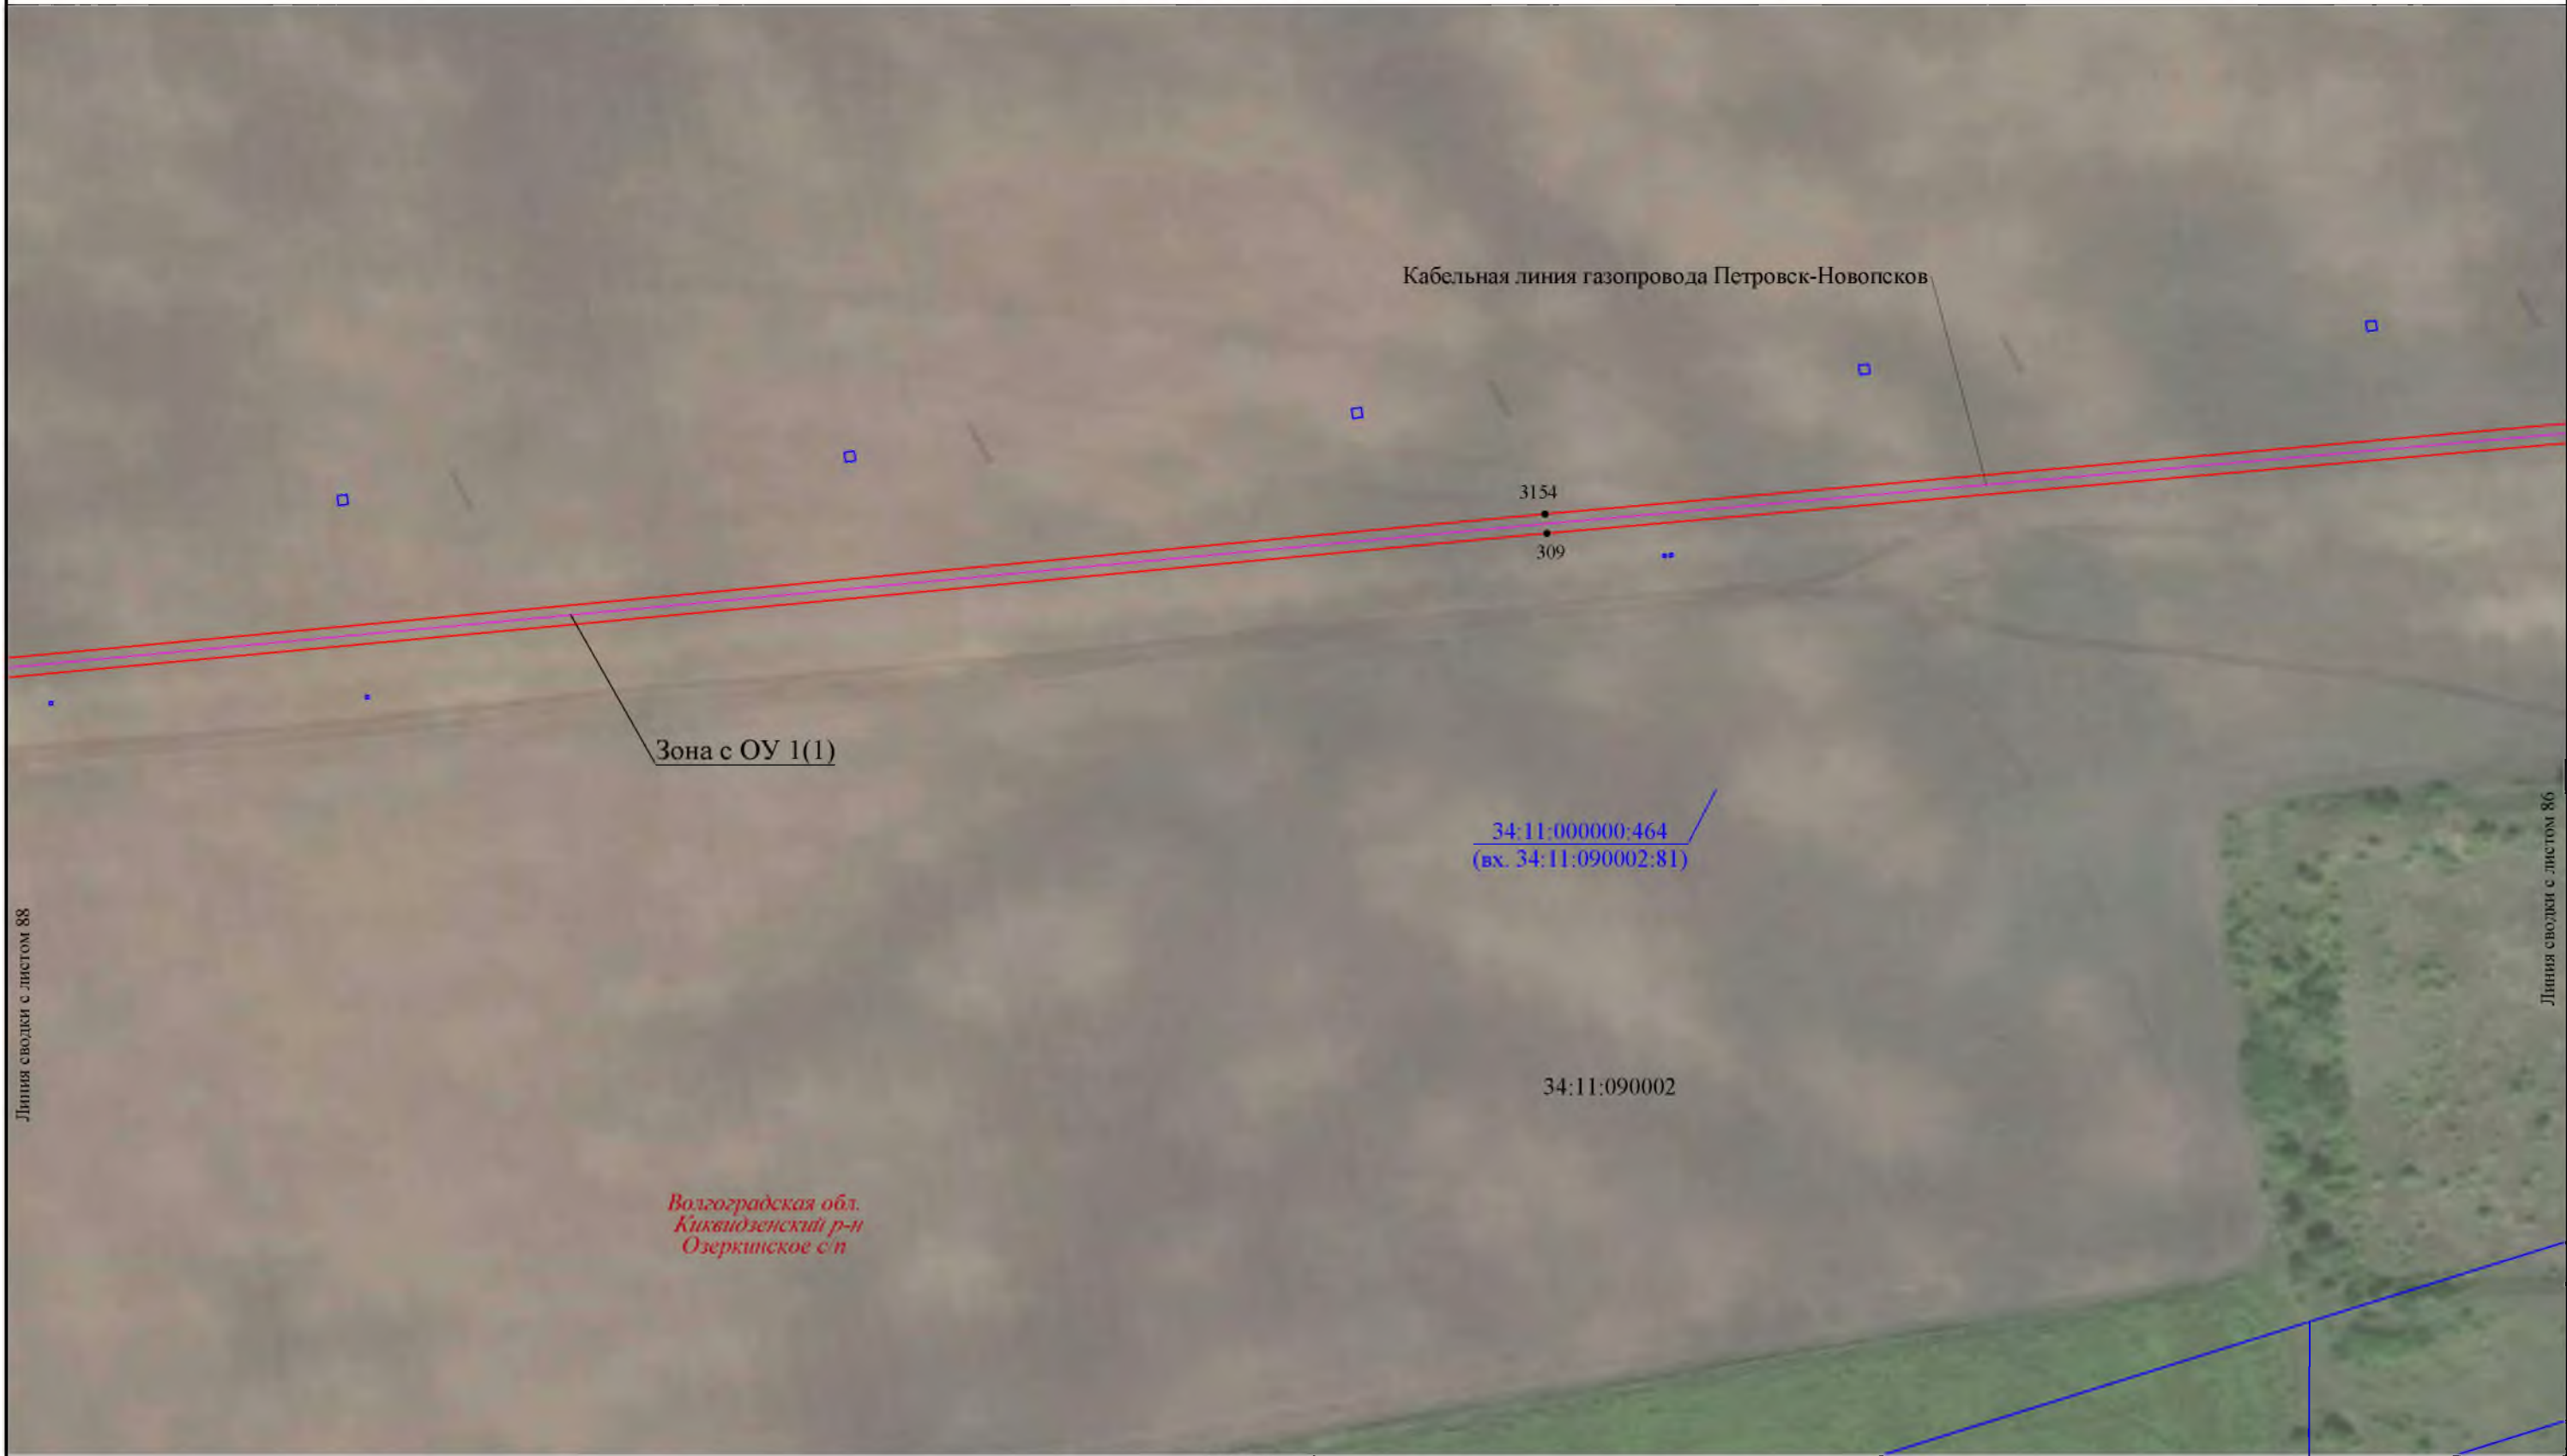 Кабельная линия газопровода Петровск-Новопсков
3154
309
Зона с ОУ 1(1)
34:11:000000:464
(вх. 34:11:090002:81)
Линия сводки с листом 88
Линия сводки с листом 86
34:11:090002
Волгоградская обл.
Киквидзенский р-н
Озеркинское с/п